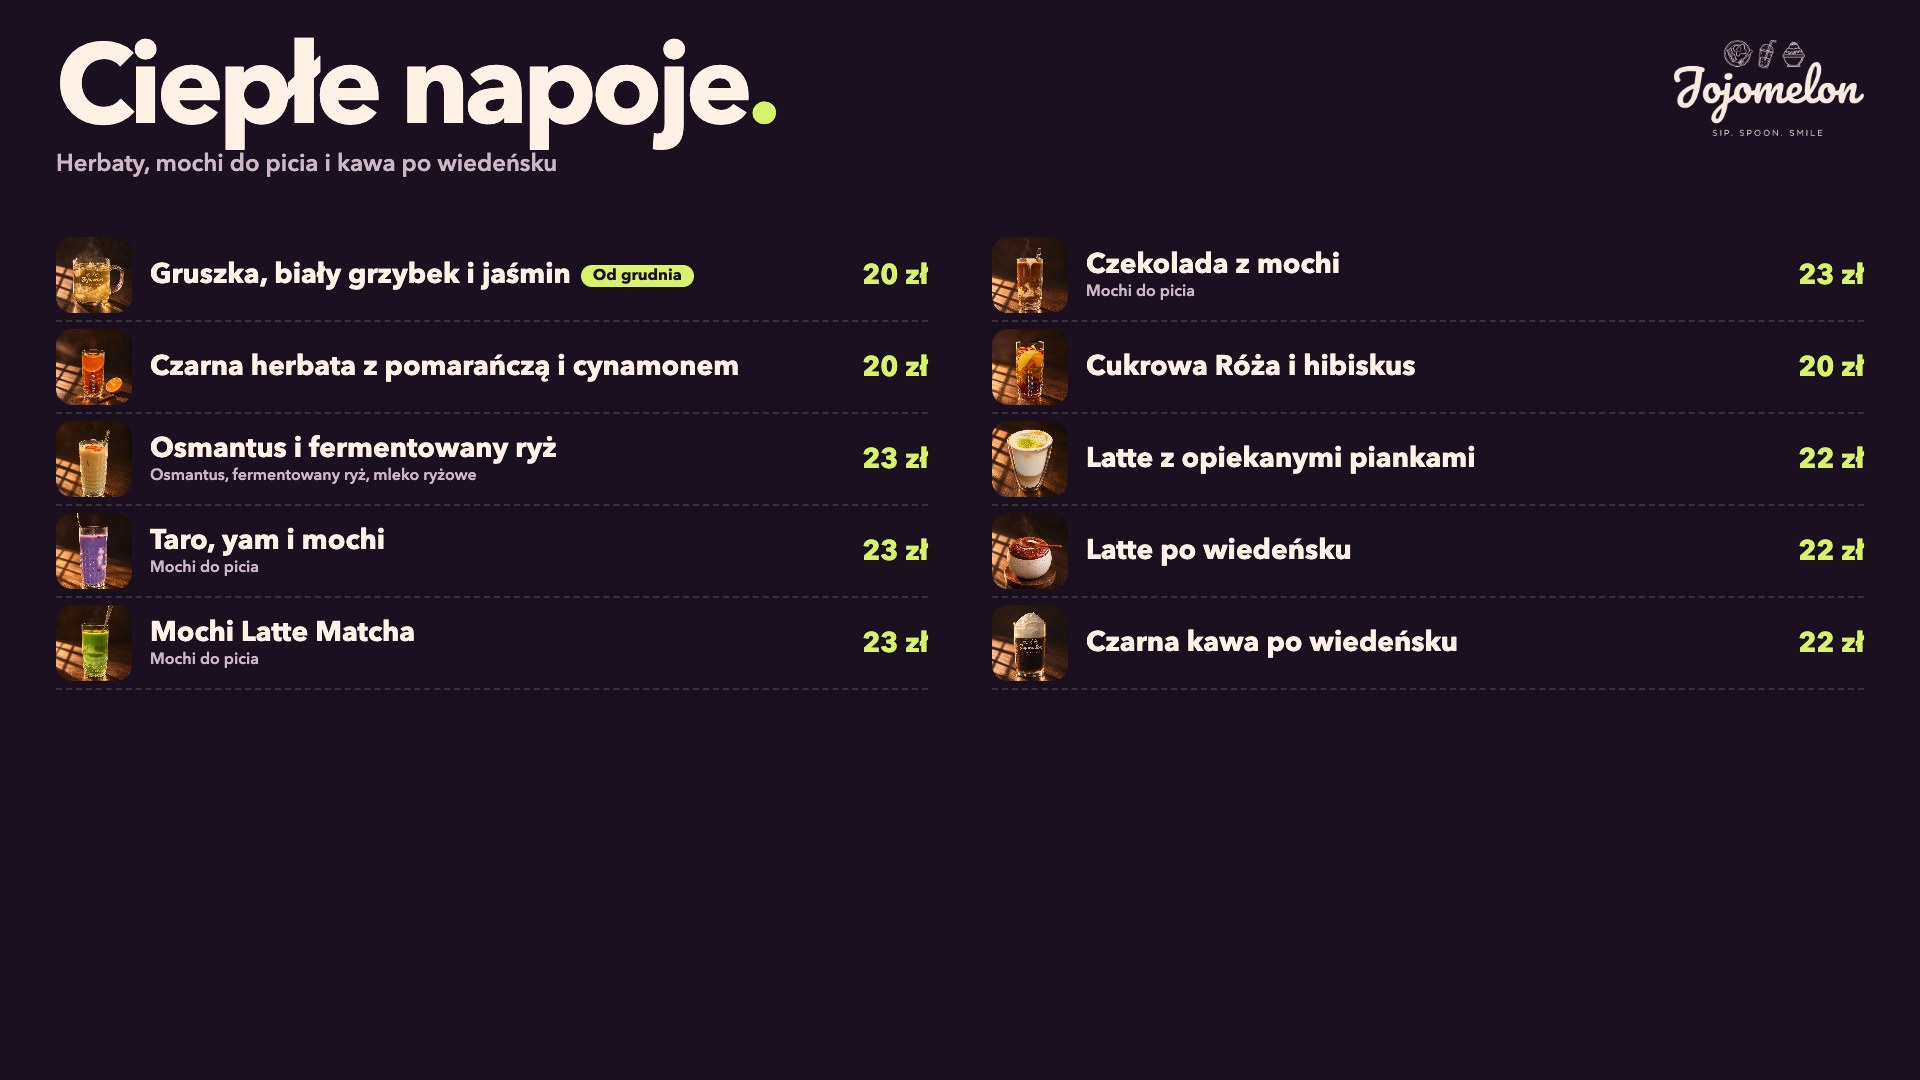 Ciepłe napoje.
Herbaty, mochi do picia i kawa po wiedeńsku
Jojomelon
SIP. SPOON. SMILE
Gruszka, biały grzybek i jaśmin Od grudnia 20 zł
Czarna herbata z pomarańczą i cynamonem 20 zł
Osmantus i fermentowany ryż 23 zł
Osmantus, fermentowany ryż, mleko ryżowe
Taro, yam i mochi 23 zł
Mochi do picia
Mochi Latte Matcha 23 zł
Mochi do picia
Czekolada z mochi 23 zł
Mochi do picia
Cukrowa Róża i hibiskus 20 zł
Latte z opiekanymi piankami 22 zł
Latte po wiedeńsku 22 zł
Czarna kawa po wiedeńsku 22 zł